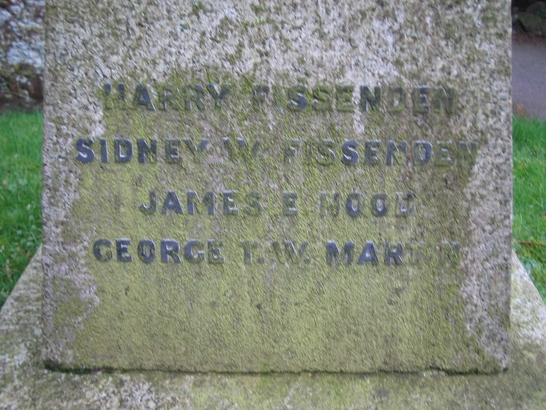 HARRY FISSENDEN
SIDNEY W. FISSENDEN
JAMES E HOOD
GEORGE T. W. MARTIN